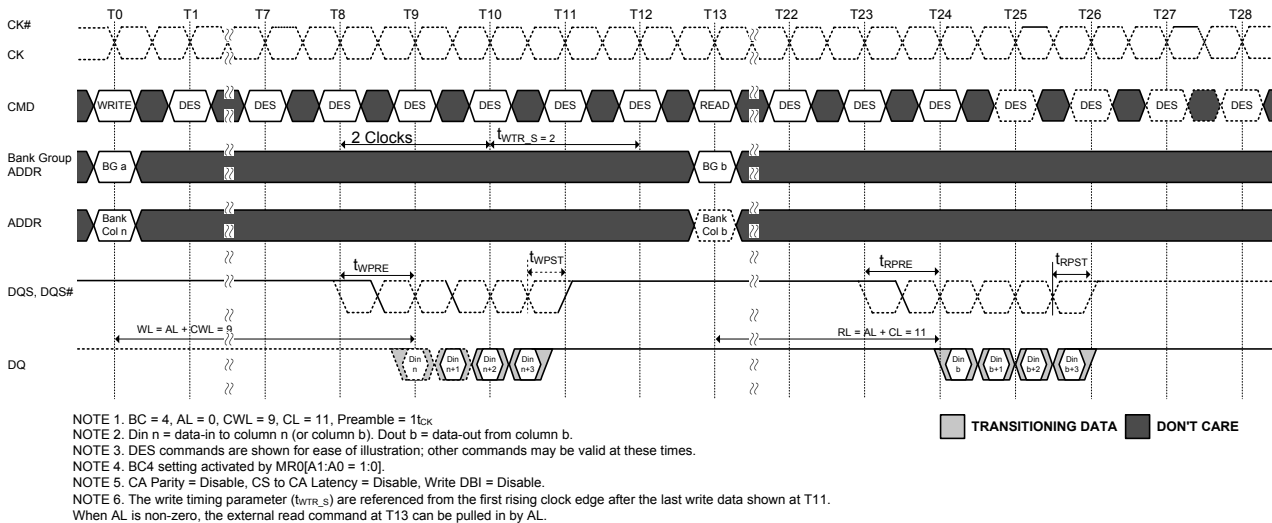 T0 T1 T7 T8 T9 T10 T11 T12 T13 T22 T23 T24 T25 T26 T27 T28
CK#
CK
CMD WRITE DES DES DES DES DES DES DES READ DES DES DES DES DES DES DES
2 Clocks tWTR_S = 2
Bank Group
ADDR
BG a BG b
ADDR
Bank
Col n
Bank
Col b
tWPRE tWPST tRPRE tRPST
DQS, DQS#
WL = AL + CWL = 9 RL = AL + CL = 11
DQ
Din
n
Din
n+1
Din
n+2
Din
n+3
Din
b
Din
b+1
Din
b+2
Din
b+3
NOTE 1. BC = 4, AL = 0, CWL = 9, CL = 11, Preamble = 1tCK
NOTE 2. Din n = data-in to column n (or column b). Dout b = data-out from column b.
NOTE 3. DES commands are shown for ease of illustration; other commands may be valid at these times.
NOTE 4. BC4 setting activated by MR0[A1:A0 = 1:0].
NOTE 5. CA Parity = Disable, CS to CA Latency = Disable, Write DBI = Disable.
NOTE 6. The write timing parameter (tWTR_S) are referenced from the first rising clock edge after the last write data shown at T11.
When AL is non-zero, the external read command at T13 can be pulled in by AL.
TRANSITIONING DATA DON'T CARE